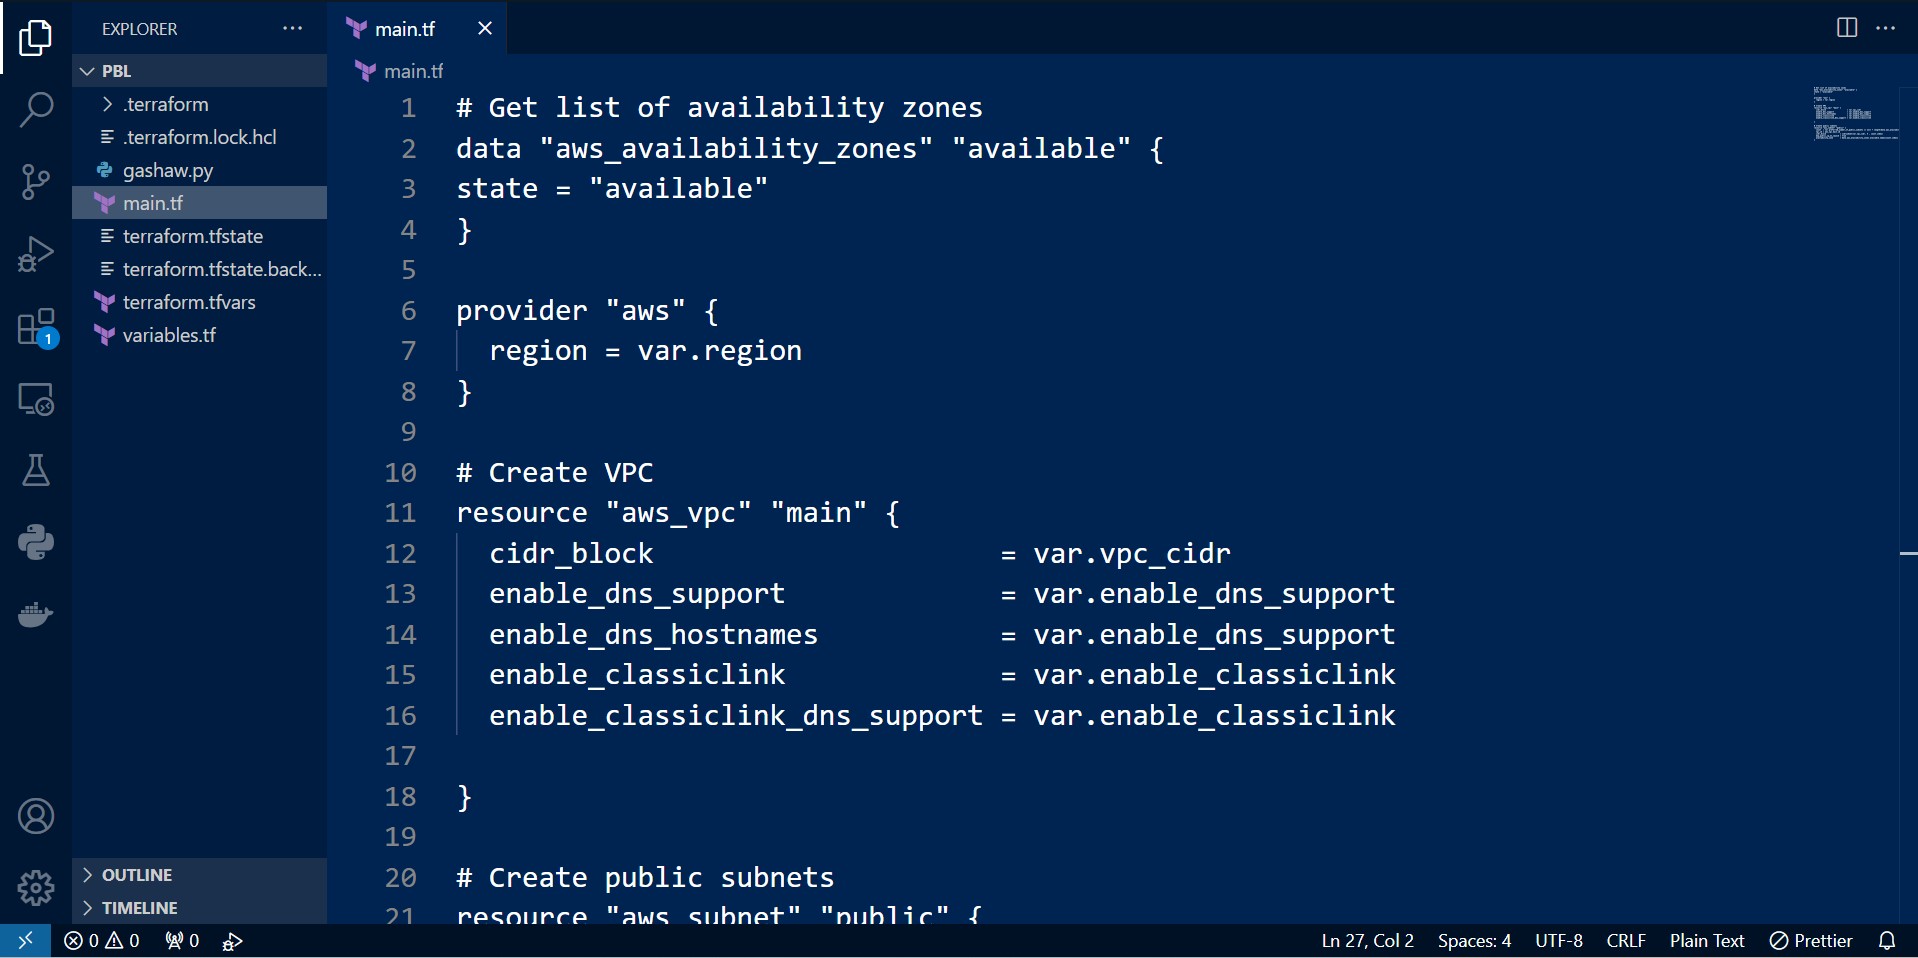 EXPLORER
PBL
.terraform
.terraform.lock.hcl
gashaw.py
main.tf
terraform.tfstate
terraform.tfstate.back...
terraform.tfvars
variables.tf
OUTLINE
TIMELINE
1
main.tf
main.tf
1 # Get list of availability zones
2 data "aws_availability_zones" "available" {
3 state = "available"
4 }
5
6 provider "aws" {
7 region = var.region
8 }
9
10 # Create VPC
11 resource "aws_vpc" "main" {
12 cidr_block = var.vpc_cidr
13 enable_dns_support = var.enable_dns_support
14 enable_dns_hostnames = var.enable_dns_support
15 enable_classiclink = var.enable_classiclink
16 enable_classiclink_dns_support = var.enable_classiclink
17
18 }
19
20 # Create public subnets
21 resource "aws_subnet" "public" {
0 0 0 Ln 27, Col 2 Spaces: 4 UTF-8 CRLF Plain Text Prettier